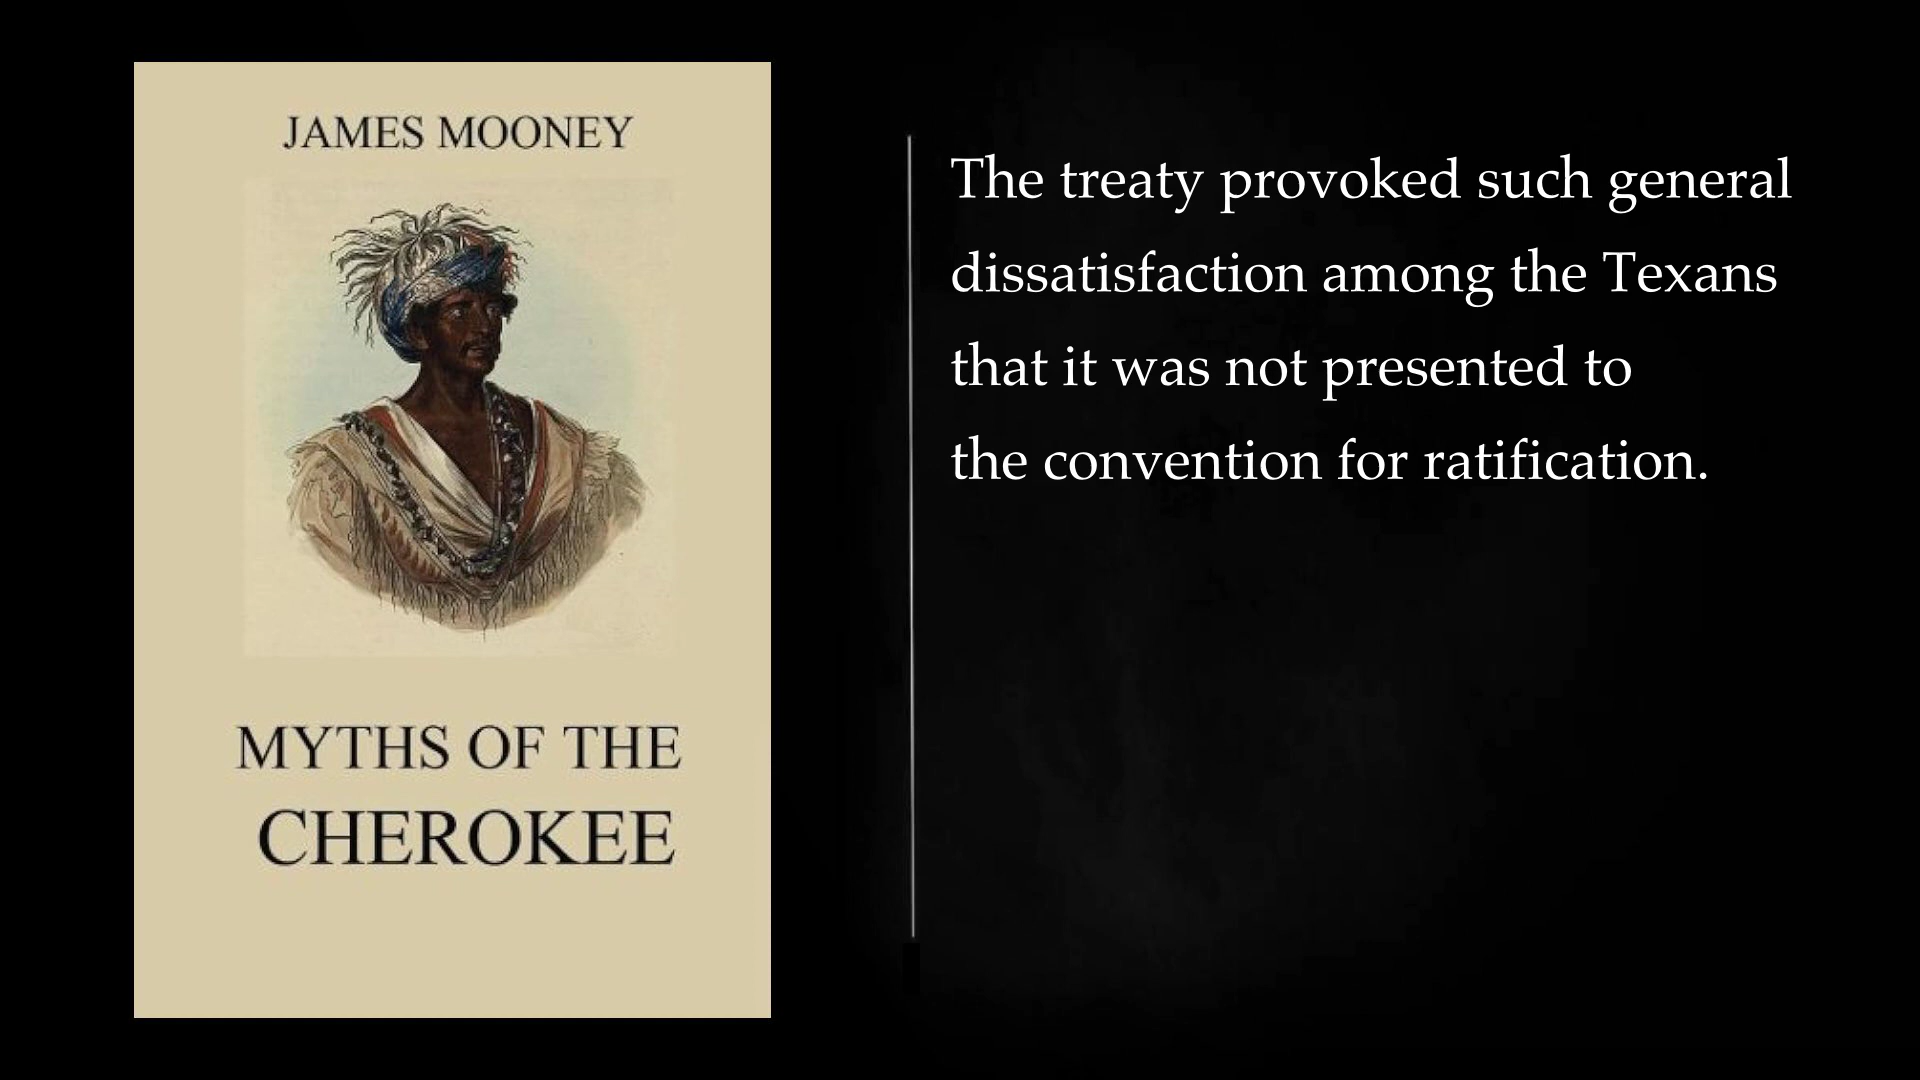 JAMES MOONEY
MYTHS OF THE
CHEROKEE
The treaty provoked such general
dissatisfaction among the Texans
that it was not presented to
the convention for ratification.